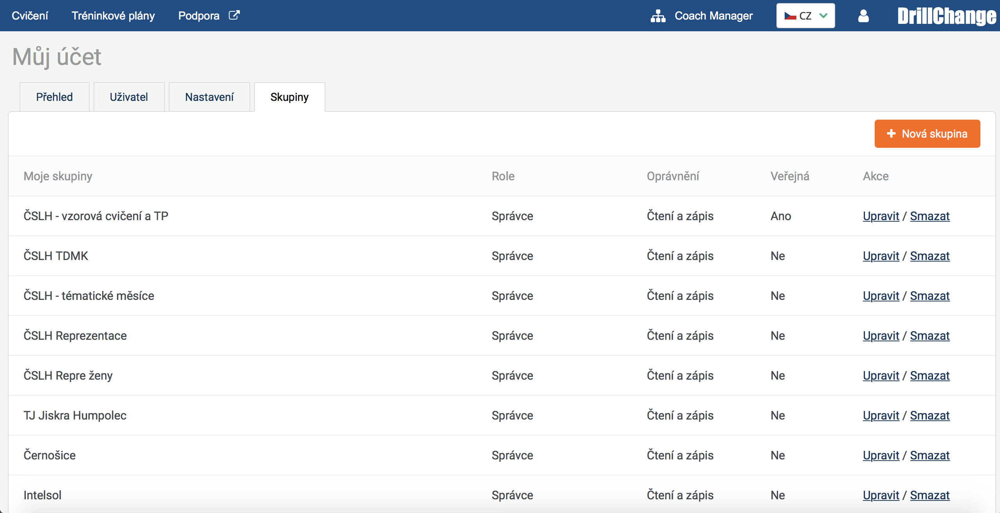 Cvičení Tréninkové plány Podpora Coach Manager CZ DrillChange
Můj účet
Přehled Uživatel Nastavení Skupiny
Nová skupina
Moje skupiny Role Oprávnění Veřejná Akce
ČSLH - vzorová cvičení a TP Správce Čtení a zápis Ano Upravit / Smazat
ČSLH TDMK Správce Čtení a zápis Ne Upravit / Smazat
ČSLH - tématické měsíce Správce Čtení a zápis Ne Upravit / Smazat
ČSLH Reprezentace Správce Čtení a zápis Ne Upravit / Smazat
ČSLH Repre ženy Správce Čtení a zápis Ne Upravit / Smazat
TJ Jiskra Humpolec Správce Čtení a zápis Ne Upravit / Smazat
Černošice Správce Čtení a zápis Ne Upravit / Smazat
Intelsol Správce Čtení a zápis Ne Upravit / Smazat